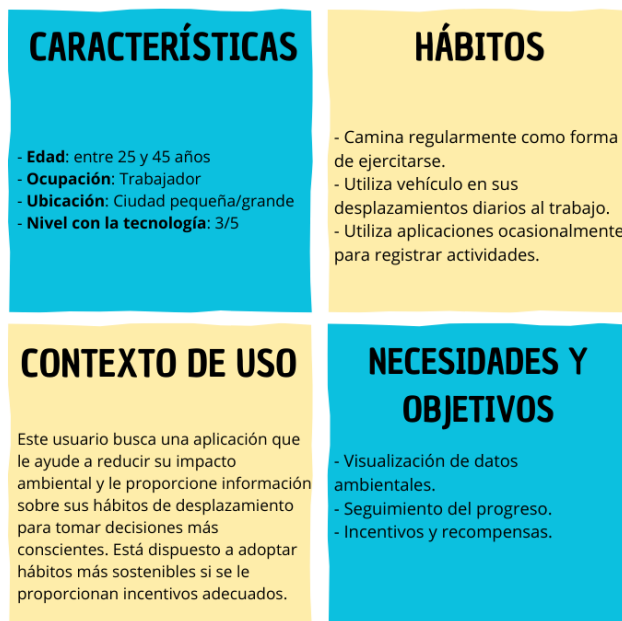 CARACTERÍSTICAS
- Edad: entre 25 y 45 años
- Ocupación: Trabajador
- Ubicación: Ciudad pequeña/grande
- Nivel con la tecnología: 3/5
HÁBITOS
- Camina regularmente como forma
de ejercitarse.
- Utiliza vehículo en sus
desplazamientos diarios al trabajo.
- Utiliza aplicaciones ocasionalmente
para registrar actividades.
CONTEXTO DE USO
Este usuario busca una aplicación que
le ayude a reducir su impacto
ambiental y le proporcione información
sobre sus hábitos de desplazamiento
para tomar decisiones más
conscientes. Está dispuesto a adoptar
hábitos más sostenibles si se le
proporcionan incentivos adecuados.
NECESIDADES Y
OBJETIVOS
- Visualización de datos
ambientales.
- Seguimiento del progreso.
- Incentivos y recompensas.